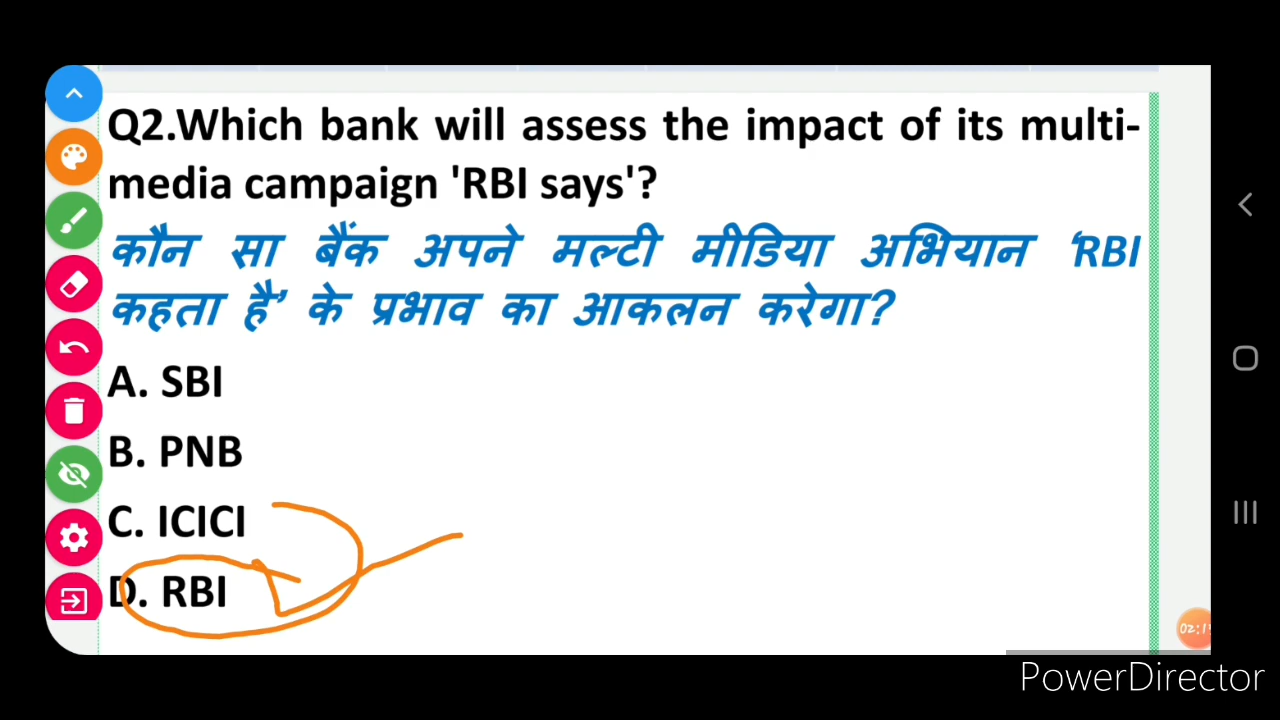 Q2.Which bank will assess the impact of its multi-
media campaign 'RBI says'?
कौन सा बैंक अपने मल्टी मीडिया अभियान ‘RBI
कहता है’ के प्रभाव का आकलन करेगा?
A. SBI
B. PNB
C. ICICI
D. RBI
PowerDirector